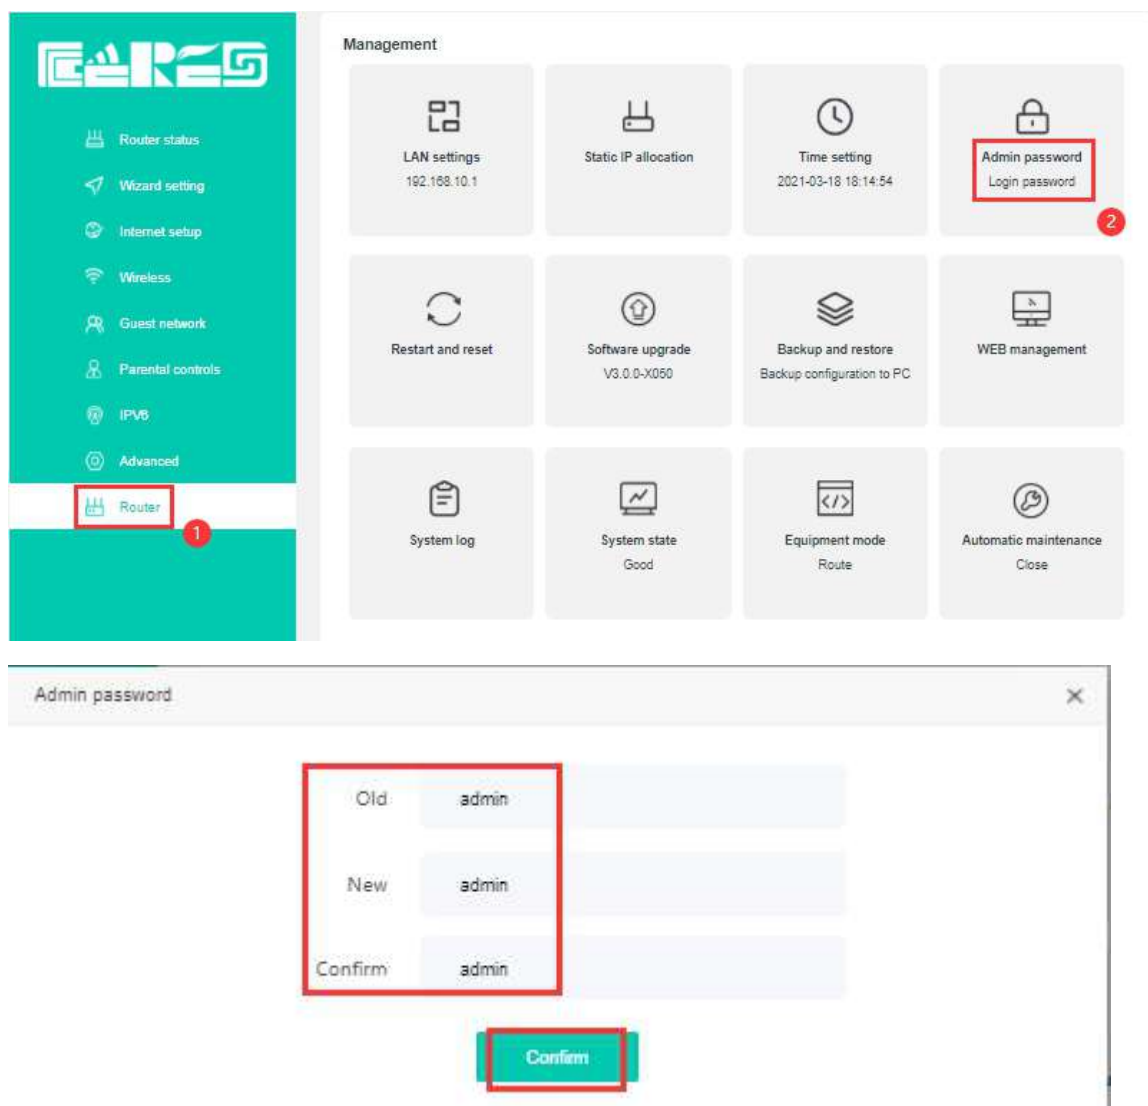 Management
Router status
Wizard setting
Internet setup
Wireless
Guest network
Parental controls
IPV6
Advanced
Router
1
LAN settings
192.168.10.1
Static IP allocation
Time setting
2021-03-18 18:14:54
Admin password
Login password
2
Restart and reset
Software upgrade
V3.0.0-X050
Backup and restore
Backup configuration to PC
WEB management
System log
System state
Good
Equipment mode
Route
Automatic maintenance
Close
Admin password
Old admin
New admin
Confirm admin
Confirm